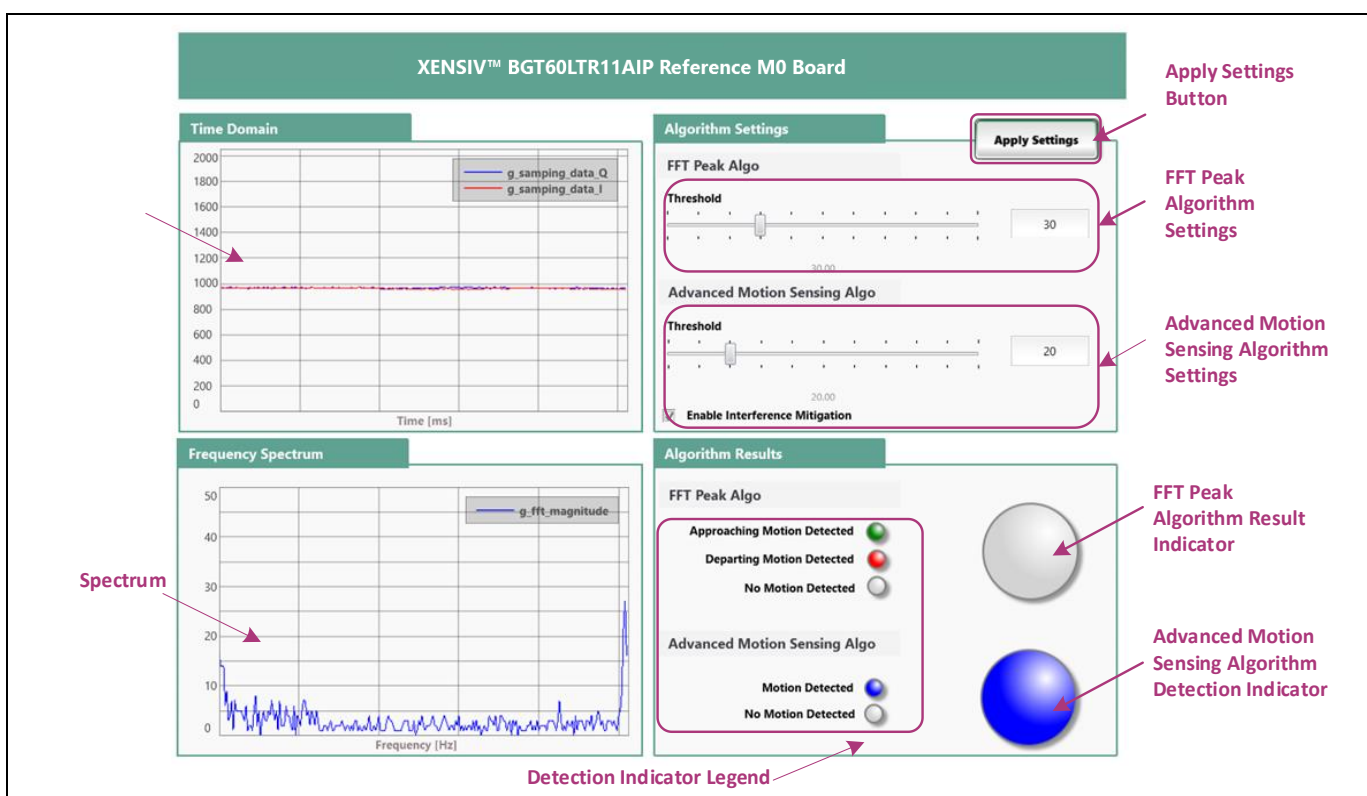 XENSIV™ BGT60LTR11AIP Reference M0 Board
Apply Settings
Button
Time Domain
2000
1800
1600
1400
1200
1000
800
600
400
200
0
g_samping_data_Q
g_samping_data_I
Time [ms]
Algorithm Settings
Apply Settings
FFT Peak Algo
Threshold
30
30.00
FFT Peak
Algorithm
Settings
Advanced Motion Sensing Algo
Threshold
20
20.00
Enable Interference Mitigation
Advanced Motion
Sensing Algorithm
Settings
Frequency Spectrum
50
40
30
20
10
0
g_fft_magnitude
Frequency [Hz]
Spectrum
Algorithm Results
FFT Peak Algo
Approaching Motion Detected
Departing Motion Detected
No Motion Detected
Advanced Motion Sensing Algo
Motion Detected
No Motion Detected
FFT Peak
Algorithm Result
Indicator
Advanced Motion
Sensing Algorithm
Detection Indicator
Detection Indicator Legend